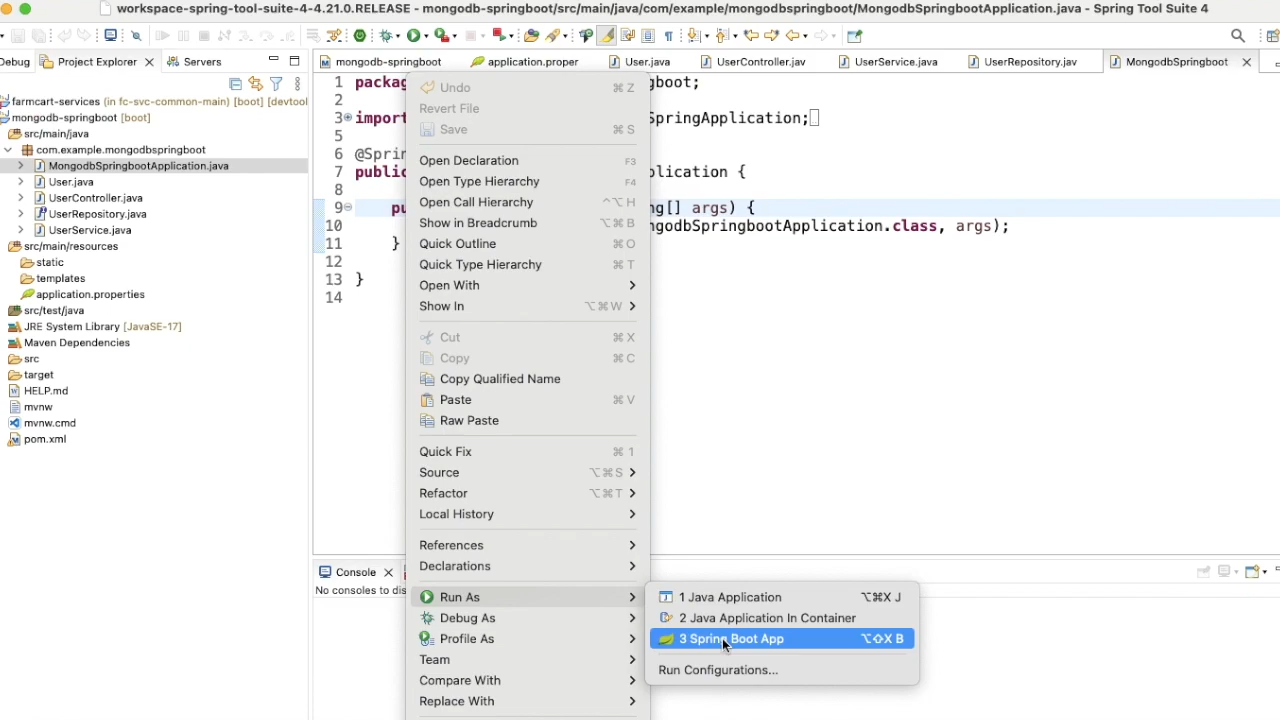 workspace-spring-tool-suite-4-4.21.0.RELEASE - mongodb-springboot/src/main/java/com/example/mongodbspringboot/MongodbSpringbootApplication.java - Spring Tool Suite 4
Debug
Project Explorer
Servers
mongodb-springboot
application.proper
User.java
UserController.jav
UserService.java
UserRepository.jav
MongodbSpringboot
farmcart-services (in fc-svc-common-main) [boot] [devtool
mongodb-springboot [boot]
src/main/java
com.example.mongodbspringboot
MongodbSpringbootApplication.java
User.java
UserController.java
UserRepository.java
UserService.java
src/main/resources
static
templates
application.properties
src/test/java
JRE System Library [JavaSE-17]
Maven Dependencies
src
target
HELP.md
mvnw
mvnw.cmd
pom.xml
1 packag gboot;
2
3 import SpringApplication;
5
6 @Sprin
7 public plication {
8
9 pu ng[] args) {
10 ngodbSpringbootApplication.class, args);
11 }
12
13 }
14
Undo ⌘Z
Revert File
Save ⌘S
Open Declaration F3
Open Type Hierarchy F4
Open Call Hierarchy ^⌥H
Show in Breadcrumb ⌥⌘B
Quick Outline ⌘O
Quick Type Hierarchy ⌘T
Open With
Show In ⌥⌘W
Cut ⌘X
Copy ⌘C
Copy Qualified Name
Paste ⌘V
Raw Paste
Quick Fix ⌘1
Source ⌥⌘S
Refactor ⌥⌘T
Local History
References
Declarations
Run As
Debug As
Profile As
Team
Compare With
Replace With
1 Java Application ⌥⌘X J
2 Java Application In Container
3 Spring Boot App ⌥⇧X B
Run Configurations...
Console
No consoles to dis